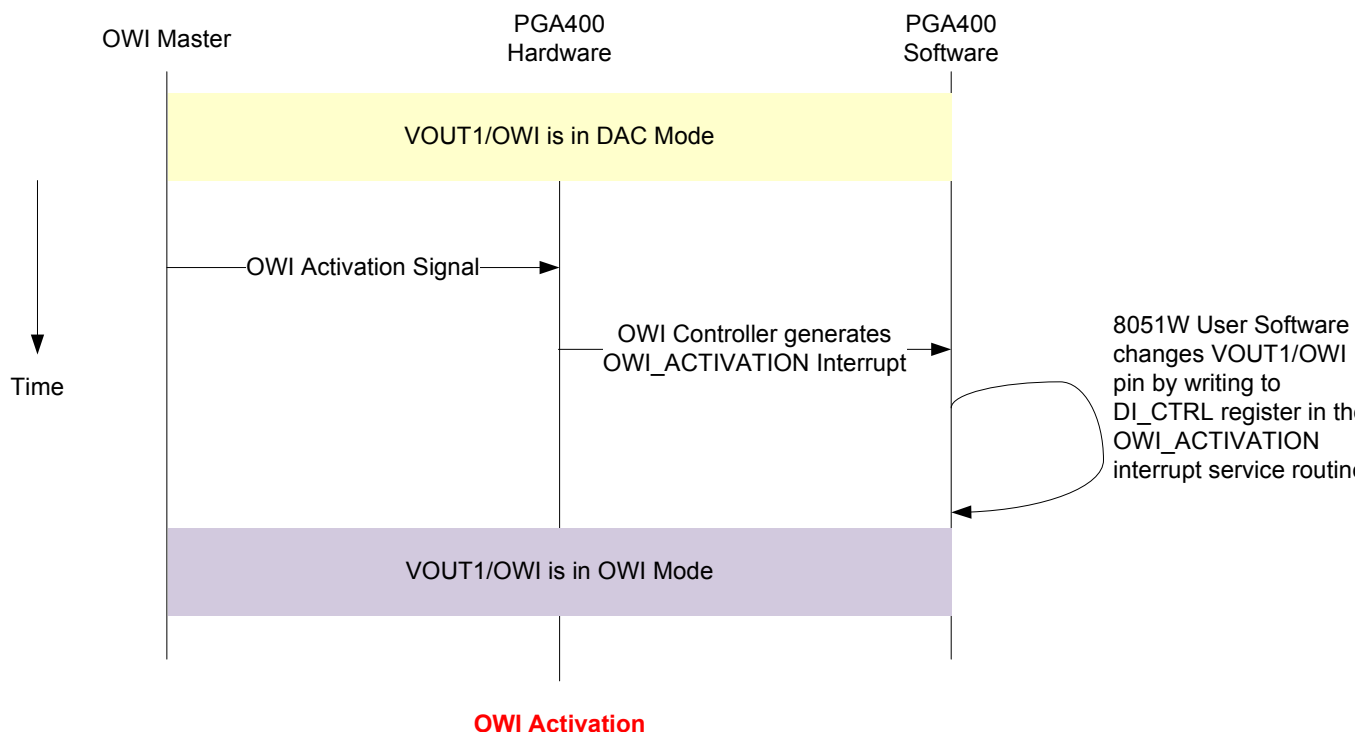 OWI Master
PGA400
Hardware
PGA400
Software
VOUT1/OWI is in DAC Mode
OWI Activation Signal
OWI Controller generates
OWI_ACTIVATION Interrupt
Time
8051W User Software
changes VOUT1/OWI
pin by writing to
DI_CTRL register in the
OWI_ACTIVATION
interrupt service routine
VOUT1/OWI is in OWI Mode
OWI Activation